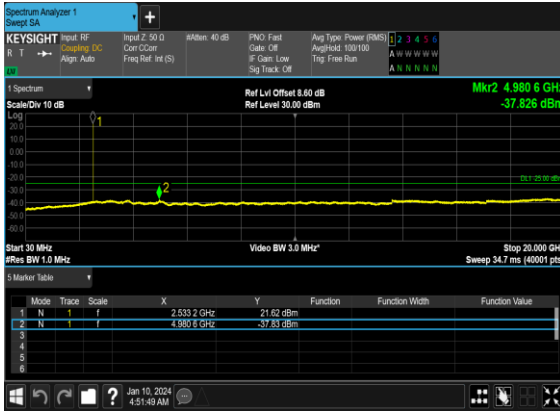 Spectrum Analyzer 1
Swept SA
+
KEYSIGHT Input: RF Input Z: 50 Ω #Atten: 40 dB PNO: Fast Avg Type: Power (RMS) 1 2 3 4 5 6
R T Coupling: DC Corr CCorr Gate: Off Avg|Hold: 100/100 A W W W W W
Align: Auto Freq Ref: Int (S) IF Gain: Low Trig: Free Run
Sig Track: Off A N N N N N
1 Spectrum Ref Lvl Offset 8.60 dB Mkr2 4.980 6 GHz
Scale/Div 10 dB Ref Level 30.00 dBm -37.826 dBm
Log
20.0
10.0
0.00
-10.0
-20.0
-30.0
-40.0
-50.0
-60.0
1
2
DL1 -25.00 dBm
Start 30 MHz Video BW 3.0 MHz* Stop 20.000 GHz
#Res BW 1.0 MHz Sweep 34.7 ms (40001 pts)
5 Marker Table
Mode Trace Scale X Y Function Function Width Function Value
1 N 1 f 2.533 2 GHz 21.62 dBm
2 N 1 f 4.980 6 GHz -37.83 dBm
3
4
5
6
? Jan 10, 2024
4:51:49 AM